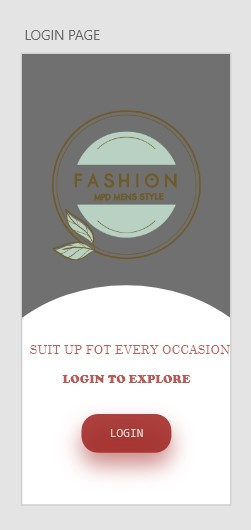 LOGIN PAGE
FASHION
MPD MENS STYLE
SUIT UP FOT EVERY OCCASION
LOGIN TO EXPLORE
LOGIN